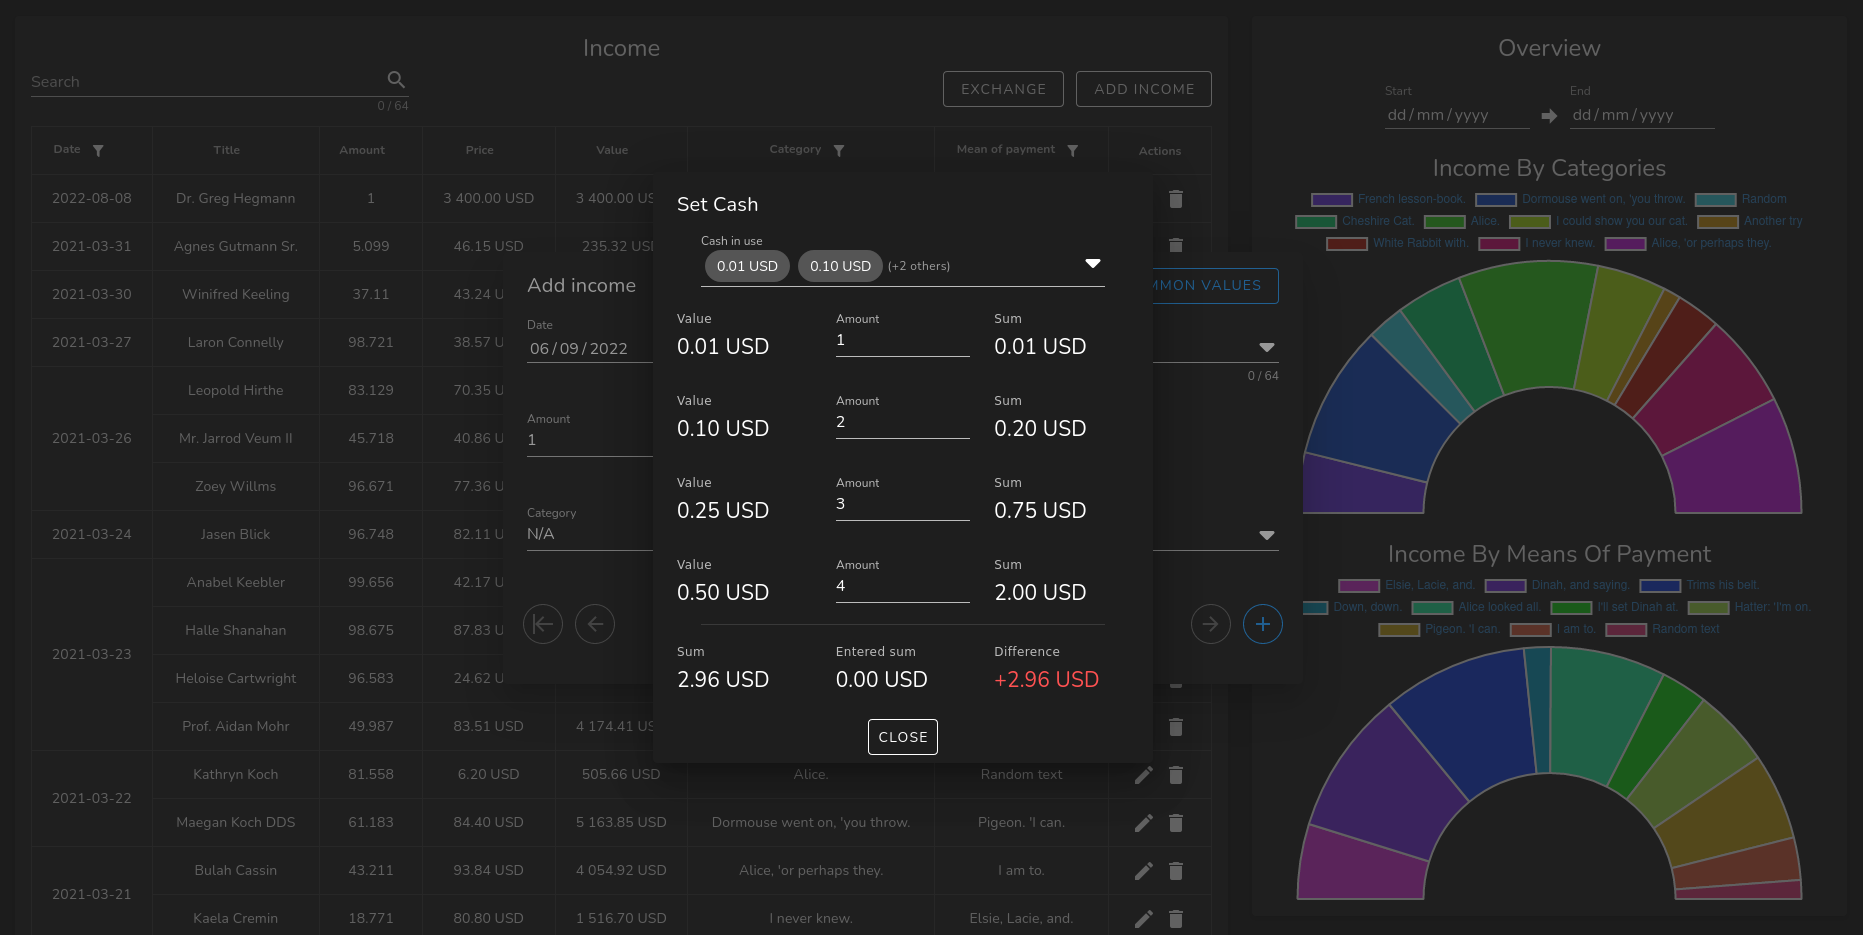 Income
Search
0 / 64
EXCHANGE
ADD INCOME
Date Title Amount Price Value Category Mean of payment Actions
2022-08-08 Dr. Greg Hegmann 1 3 400.00 USD 3 400.00 US
2021-03-31 Agnes Gutmann Sr. 5.099 46.15 USD 235.32 US
2021-03-30 Winifred Keeling 37.11 43.24 U
2021-03-27 Laron Connelly 98.721 38.57 U
2021-03-26 Leopold Hirthe 83.129 70.35 U
Mr. Jarrod Veum II 45.718 40.86 U
Zoey Willms 96.671 77.36 U
2021-03-24 Jasen Blick 96.748 82.11 U
2021-03-23 Anabel Keebler 99.656 42.17 U
Halle Shanahan 98.675 87.83 U
Heloise Cartwright 96.583 24.62 U
Prof. Aidan Mohr 49.987 83.51 USD 4 174.41 US
2021-03-22 Kathryn Koch 81.558 6.20 USD 505.66 USD Alice. Random text
Maegan Koch DDS 61.183 84.40 USD 5 163.85 USD Dormouse went on, 'you throw. Pigeon. 'I can.
2021-03-21 Bulah Cassin 43.211 93.84 USD 4 054.92 USD Alice, 'or perhaps they. I am to.
Kaela Cremin 18.771 80.80 USD 1 516.70 USD I never knew. Elsie, Lacie, and.
Add income
MMON VALUES
Date
06 / 09 / 2022
0 / 64
Amount
1
Category
N/A
Set Cash
Cash in use
0.01 USD 0.10 USD (+2 others)
Value Amount Sum
0.01 USD 1 0.01 USD
Value Amount Sum
0.10 USD 2 0.20 USD
Value Amount Sum
0.25 USD 3 0.75 USD
Value Amount Sum
0.50 USD 4 2.00 USD
Sum Entered sum Difference
2.96 USD 0.00 USD +2.96 USD
CLOSE
Overview
Start End
dd / mm / yyyy dd / mm / yyyy
Income By Categories
French lesson-book. Dormouse went on, 'you throw. Random
Cheshire Cat. Alice. I could show you our cat. Another try
White Rabbit with. I never knew. Alice, 'or perhaps they.
Income By Means Of Payment
Elsie, Lacie, and. Dinah, and saying. Trims his belt.
Down, down. Alice looked all. I'll set Dinah at. Hatter: 'I'm on.
Pigeon. 'I can. I am to. Random text